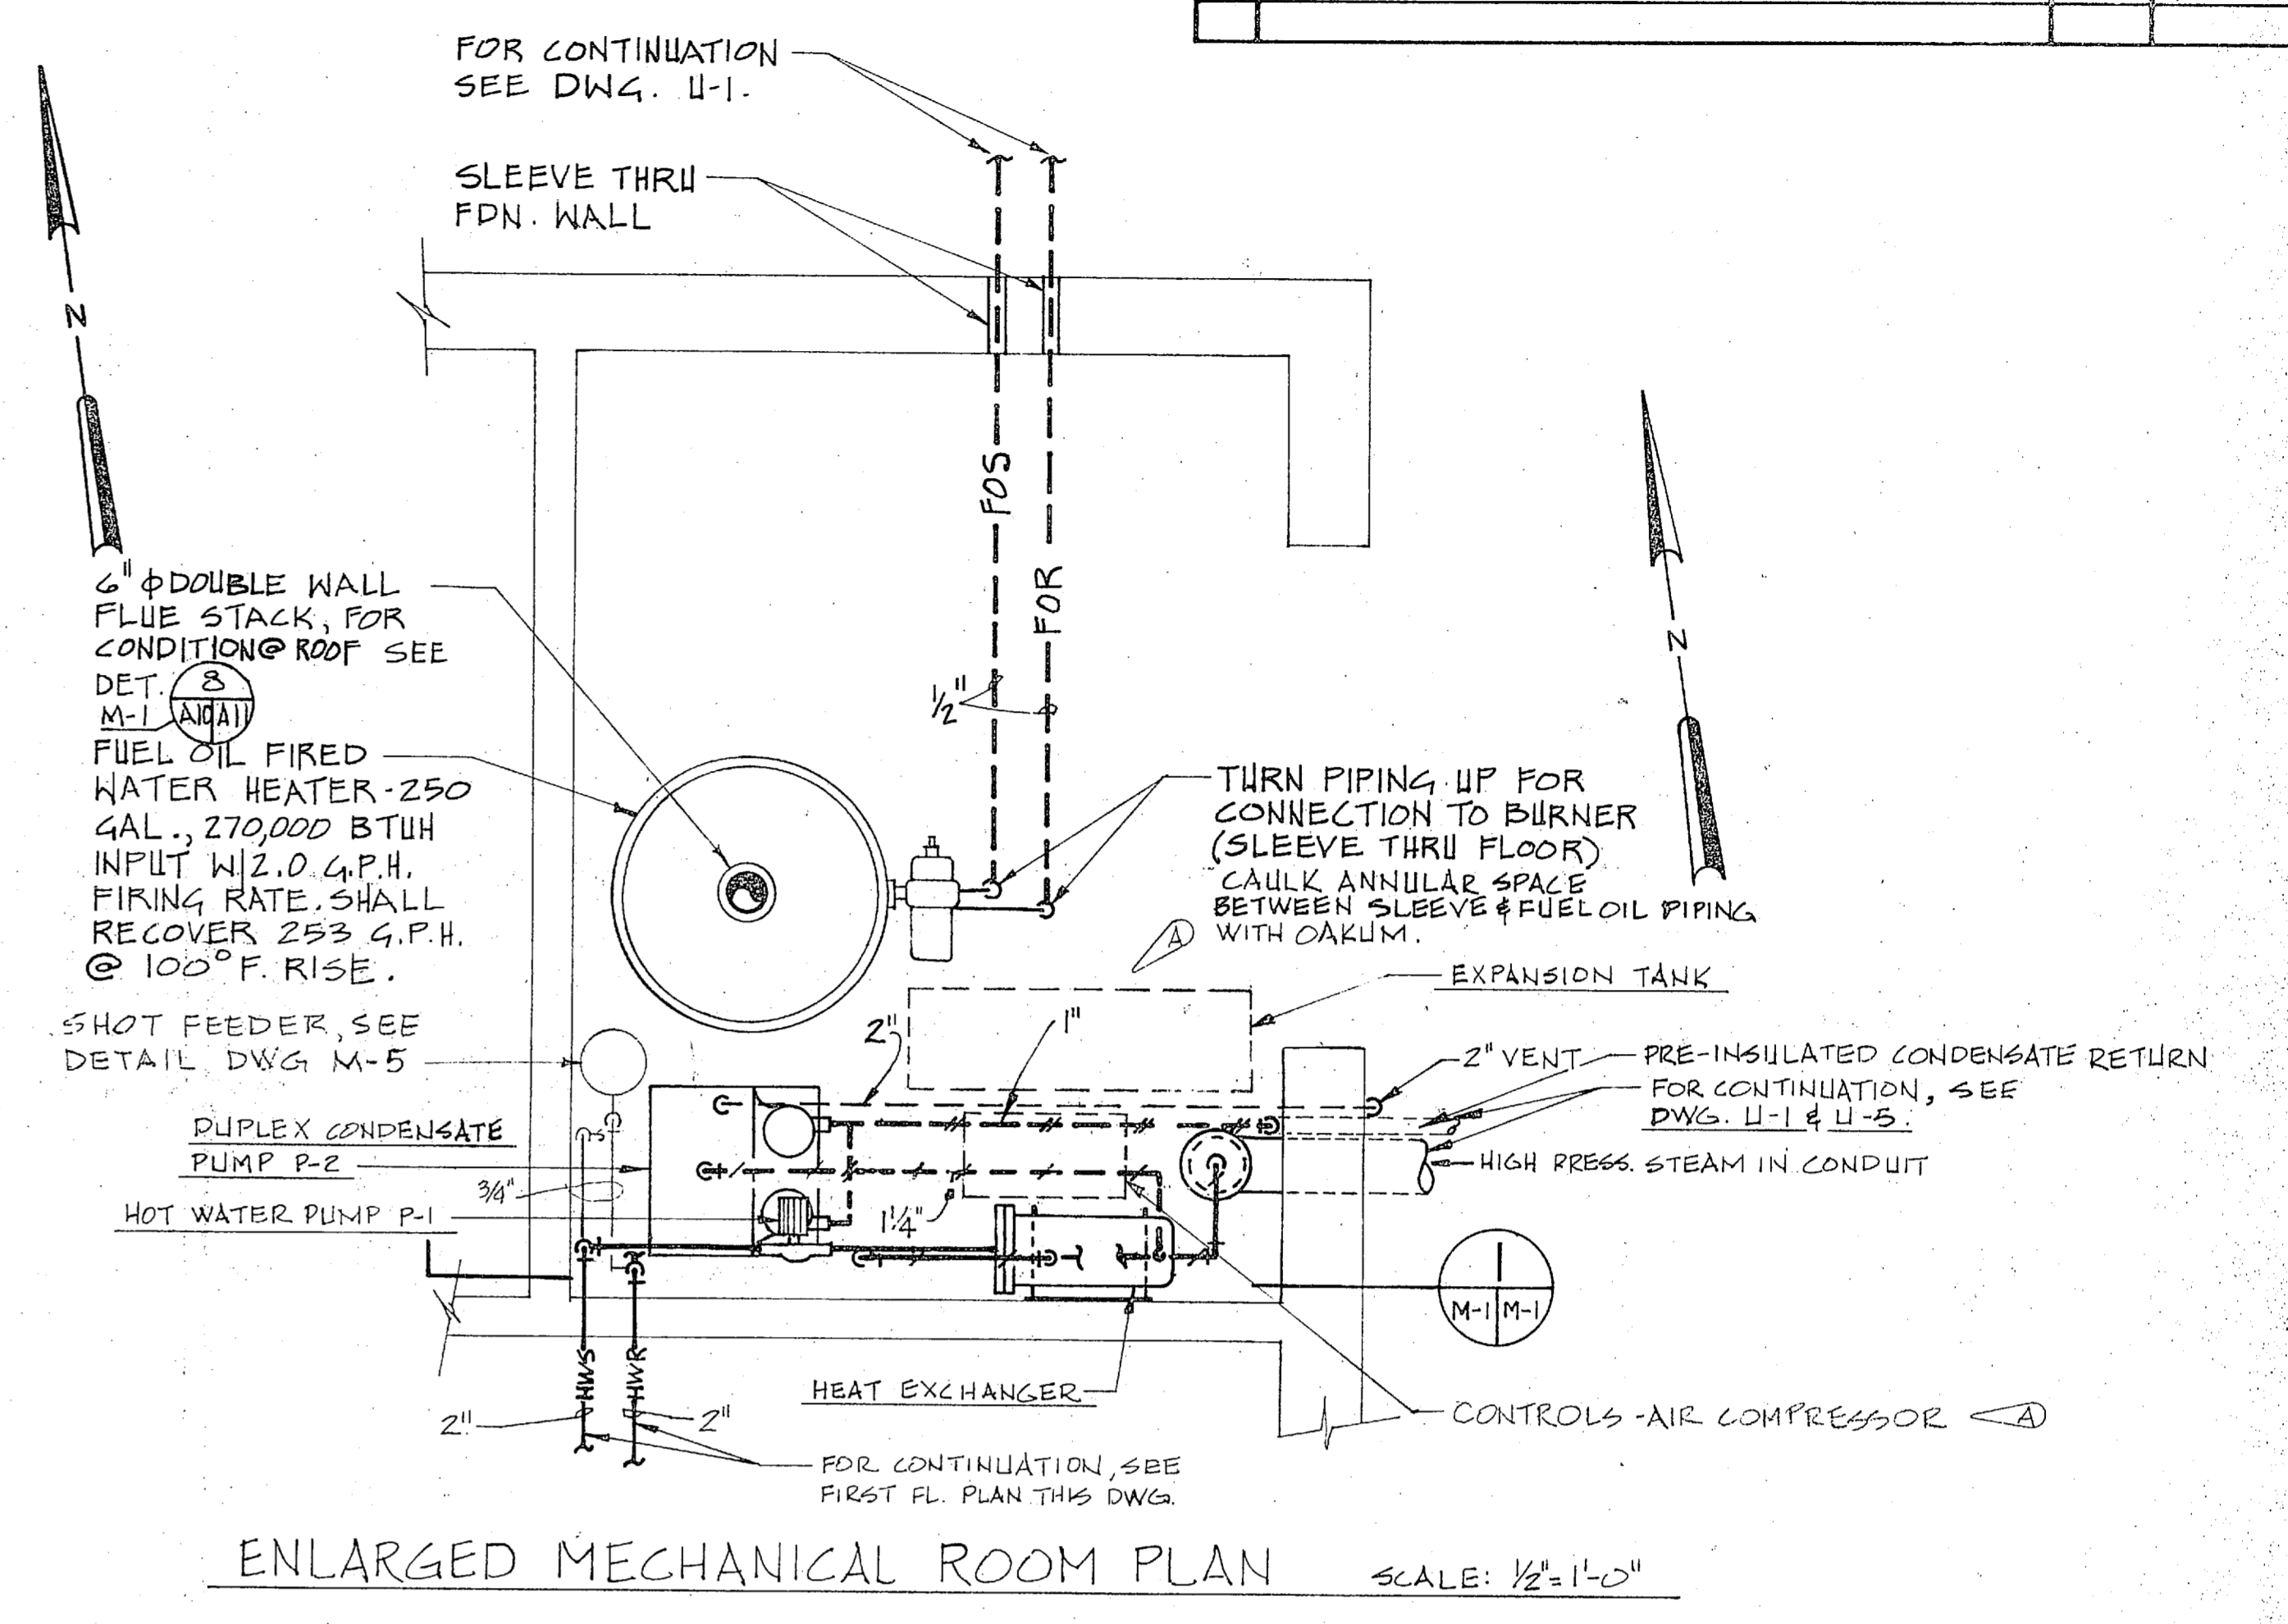 FOR CONTINUATION
SEE DWG. U-1.
SLEEVE THRU
FDN. WALL
N
N
FOS
FOR
1/2"
6"φ DOUBLE WALL
FLUE STACK, FOR
CONDITION@ ROOF SEE
DET. 8
M-1 A10 A11
FUEL OIL FIRED
WATER HEATER-250
GAL., 270,000 BTUH
INPUT W/2.0 G.P.H.
FIRING RATE. SHALL
RECOVER 253 G.P.H.
@ 100°F. RISE.
TURN PIPING UP FOR
CONNECTION TO BURNER
(SLEEVE THRU FLOOR)
CAULK ANNULAR SPACE
BETWEEN SLEEVE & FUEL OIL PIPING
A WITH OAKUM.
EXPANSION TANK
SHOT FEEDER, SEE
DETAIL DWG M-5
2"
1"
2" VENT
PRE-INSULATED CONDENSATE RETURN
FOR CONTINUATION, SEE
DWG. U-1 & U-5.
HIGH PRESS. STEAM IN CONDUIT
DUPLEX CONDENSATE
PUMP P-2
3/4"
HOT WATER PUMP P-1
1 1/4"
1
M-1 M-1
HWS
HWR
2"
2"
HEAT EXCHANGER
CONTROLS-AIR COMPRESSOR A
FOR CONTINUATION, SEE
FIRST FL. PLAN THIS DWG.
ENLARGED MECHANICAL ROOM PLAN SCALE: 1/2"=1'-0"